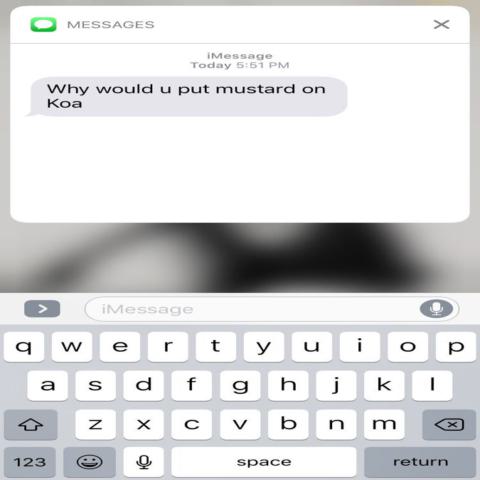 MESSAGES
iMessage
Today 5:51 PM
Why would u put mustard on
Koa
iMessage
q w e r t y u i o p
a s d f g h j k l
z x c v b n m
123 space return